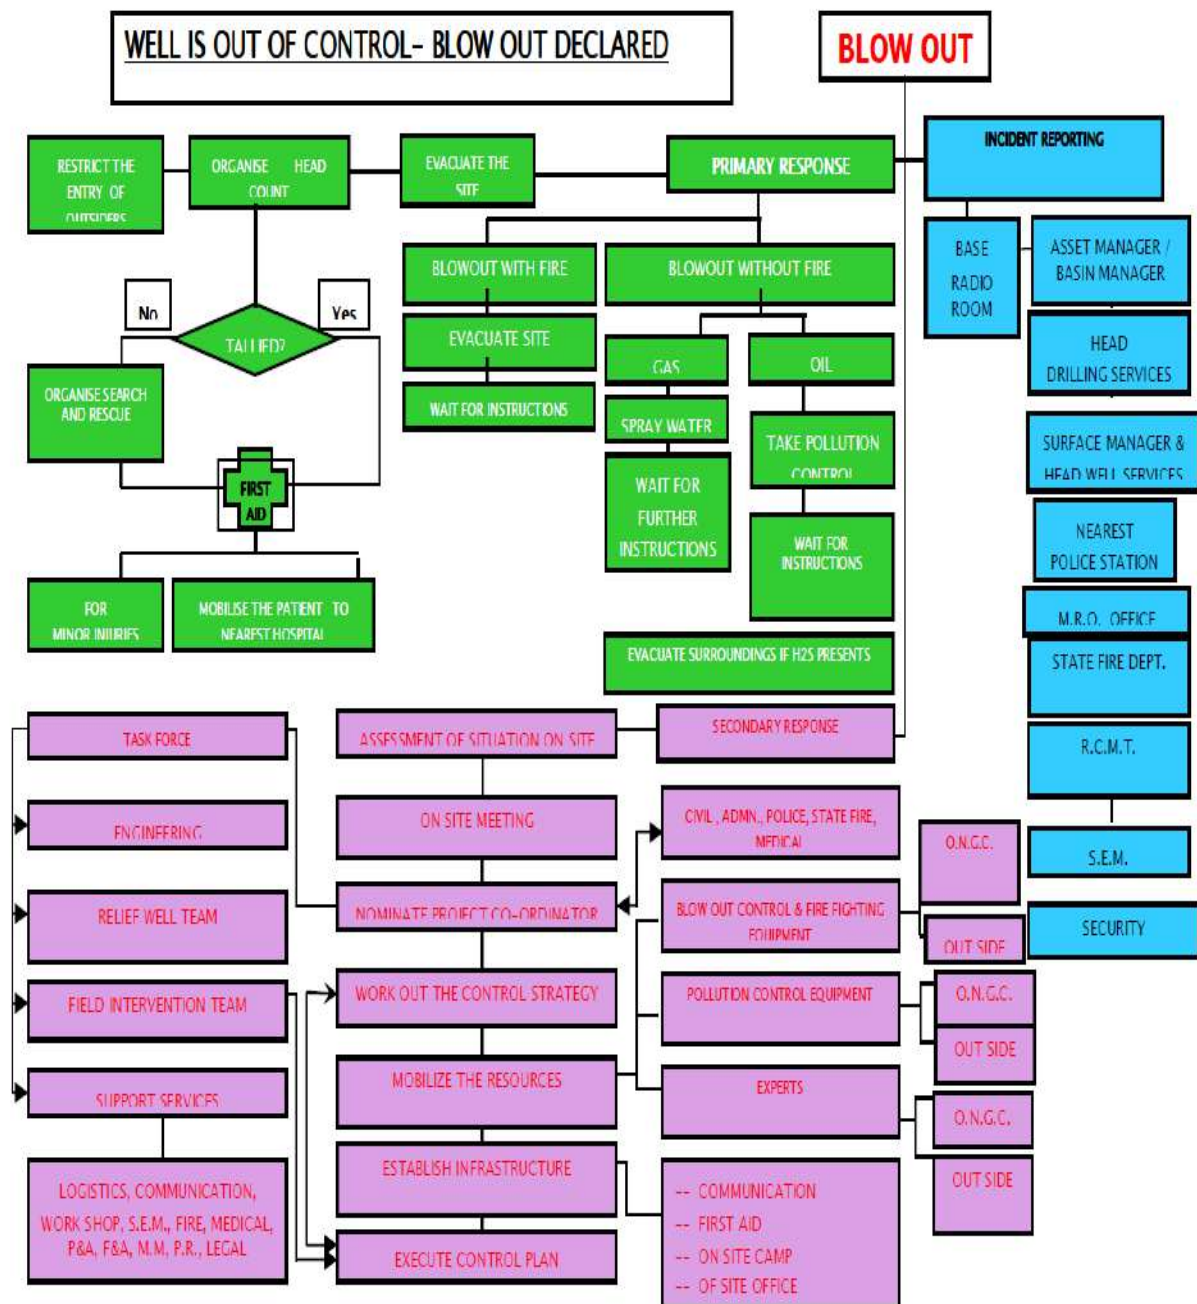 WELL IS OUT OF CONTROL- BLOW OUT DECLARED
BLOW OUT
RESTRICT THE
ENTRY OF
OUTSIDERS
ORGANISE HEAD
COUNT
EVACUATE THE
SITE
PRIMARY RESPONSE
INCIDENT REPORTING
BASE
RADIO
ROOM
ASSET MANAGER /
BASIN MANAGER
HEAD
DRILLING SERVICES
SURFACE MANAGER &
HEAD WELL SERVICES
NEAREST
POLICE STATION
M.R.O. OFFICE
STATE FIRE DEPT.
R.C.M.T.
S.E.M.
SECURITY
BLOWOUT WITH FIRE
EVACUATE SITE
WAIT FOR INSTRUCTIONS
BLOWOUT WITHOUT FIRE
GAS
SPRAY WATER
WAIT FOR
FURTHER
INSTRUCTIONS
OIL
TAKE POLLUTION
CONTROL
WAIT FOR
INSTRUCTIONS
EVACUATE SURROUNDINGS IF H2S PRESENTS
No
Yes
TALLIED?
ORGANISE SEARCH
AND RESCUE
FIRST
AID
FOR
MINOR INJURIES
MOBILISE THE PATIENT TO
NEAREST HOSPITAL
TASK FORCE
ENGINEERING
RELIEF WELL TEAM
FIELD INTERVENTION TEAM
SUPPORT SERVICES
LOGISTICS, COMMUNICATION,
WORK SHOP, S.E.M., FIRE, MEDICAL,
P&A, F&A, M.M, P.R., LEGAL
ASSESSMENT OF SITUATION ON SITE
ON SITE MEETING
NOMINATE PROJECT CO-ORDINATOR
WORK OUT THE CONTROL STRATEGY
MOBILIZE THE RESOURCES
ESTABLISH INFRASTRUCTURE
EXECUTE CONTROL PLAN
SECONDARY RESPONSE
CIVIL , ADMN., POLICE, STATE FIRE,
MEDICAL
BLOW OUT CONTROL & FIRE FIGHTING
EQUIPMENT
O.N.G.C.
OUT SIDE
POLLUTION CONTROL EQUIPMENT
O.N.G.C.
OUT SIDE
EXPERTS
O.N.G.C.
OUT SIDE
-- COMMUNICATION
-- FIRST AID
-- ON SITE CAMP
-- OF SITE OFFICE